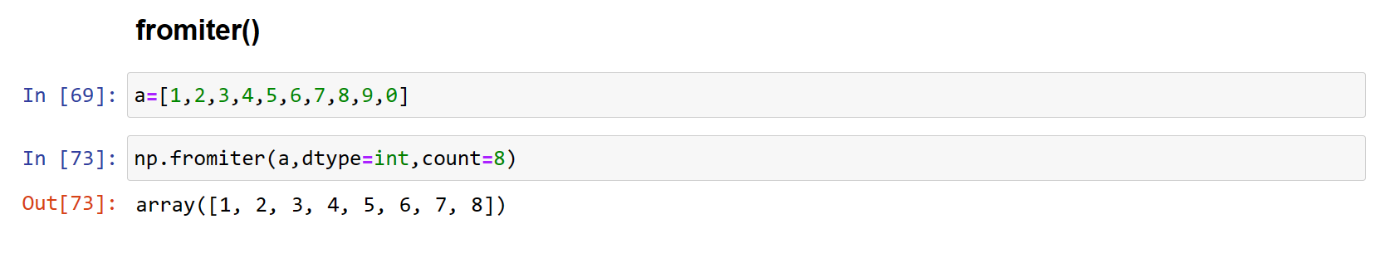 fromiter()
In [69]: a=[1,2,3,4,5,6,7,8,9,0]
In [73]: np.fromiter(a,dtype=int,count=8)
Out[73]: array([1, 2, 3, 4, 5, 6, 7, 8])